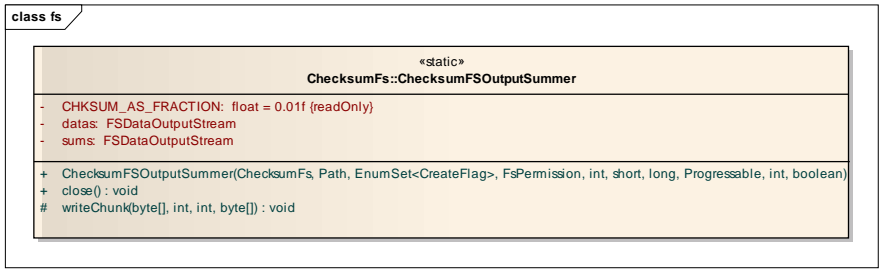 class fs
«static»
ChecksumFs::ChecksumFSOutputSummer
- CHKSUM_AS_FRACTION: float = 0.01f {readOnly}
- datas: FSDataOutputStream
- sums: FSDataOutputStream
+ ChecksumFSOutputSummer(ChecksumFs, Path, EnumSet<CreateFlag>, FsPermission, int, short, long, Progressable, int, boolean)
+ close() : void
# writeChunk(byte[], int, int, byte[]) : void